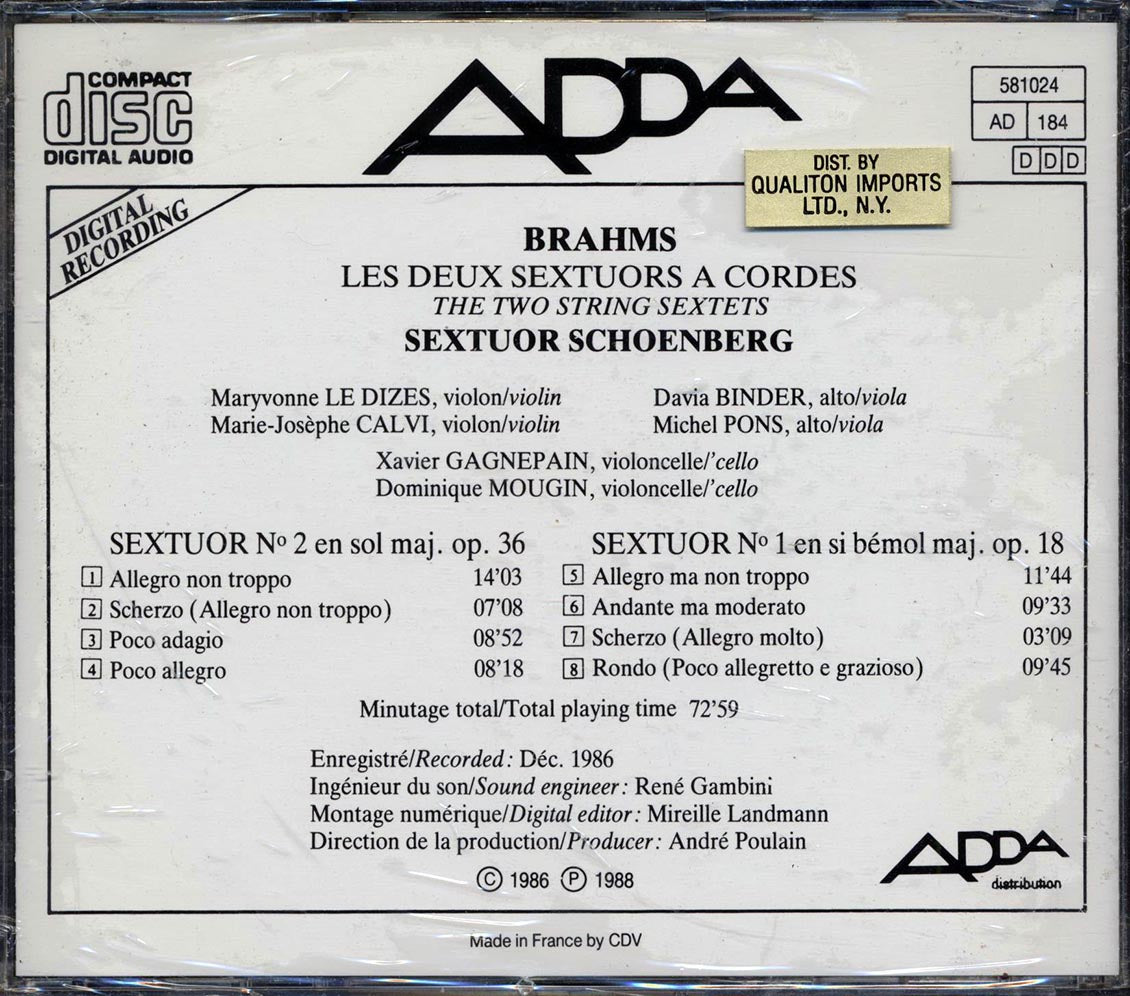 COMPACT
disc
DIGITAL AUDIO
ADDA
581024
AD 184
D D D
DIST. BY
QUALITON IMPORTS
LTD., N.Y.
DIGITAL
RECORDING
BRAHMS
LES DEUX SEXTUORS A CORDES
THE TWO STRING SEXTETS
SEXTUOR SCHOENBERG
Maryvonne LE DIZES, violon/violin
Marie-Josèphe CALVI, violon/violin
Davia BINDER, alto/viola
Michel PONS, alto/viola
Xavier GAGNEPAIN, violoncelle/'cello
Dominique MOUGIN, violoncelle/'cello
SEXTUOR Nº 2 en sol maj. op. 36
1 Allegro non troppo 14'03
2 Scherzo (Allegro non troppo) 07'08
3 Poco adagio 08'52
4 Poco allegro 08'18
SEXTUOR Nº 1 en si bémol maj. op. 18
5 Allegro ma non troppo 11'44
6 Andante ma moderato 09'33
7 Scherzo (Allegro molto) 03'09
8 Rondo (Poco allegretto e grazioso) 09'45
Minutage total/Total playing time 72'59
Enregistré/Recorded: Déc. 1986
Ingénieur du son/Sound engineer: René Gambini
Montage numérique/Digital editor: Mireille Landmann
Direction de la production/Producer: André Poulain
© 1986 ℗ 1988
ADDA
distribution
Made in France by CDV